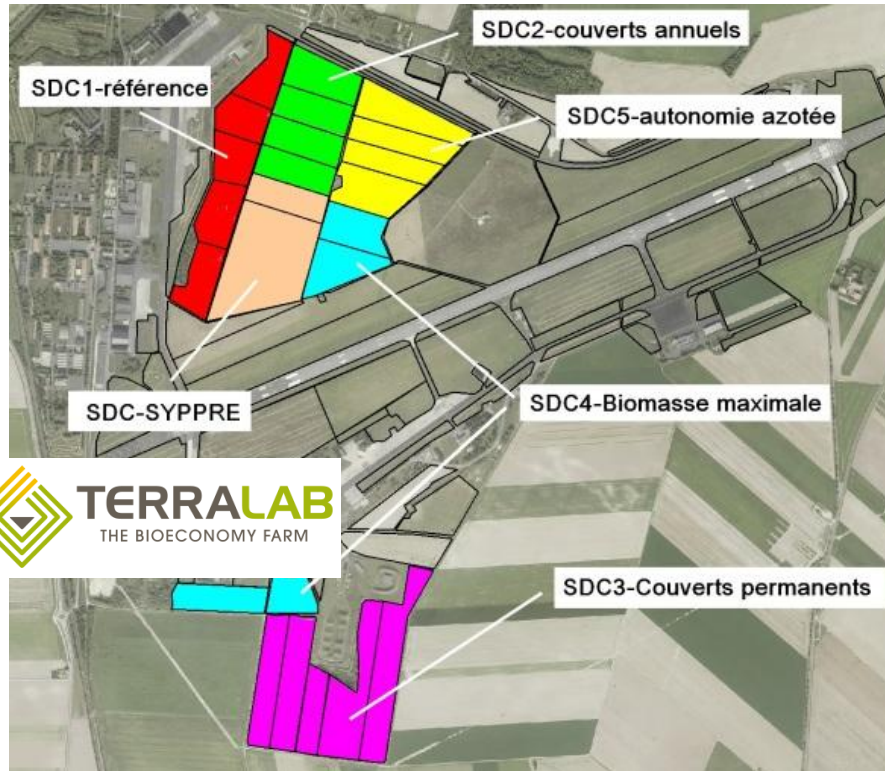 SDC2-couverts annuels
SDC1-référence
SDC5-autonomie azotée
SDC-SYPPRE
SDC4-Biomasse maximale
TERRALAB
THE BIOECONOMY FARM
SDC3-Couverts permanents